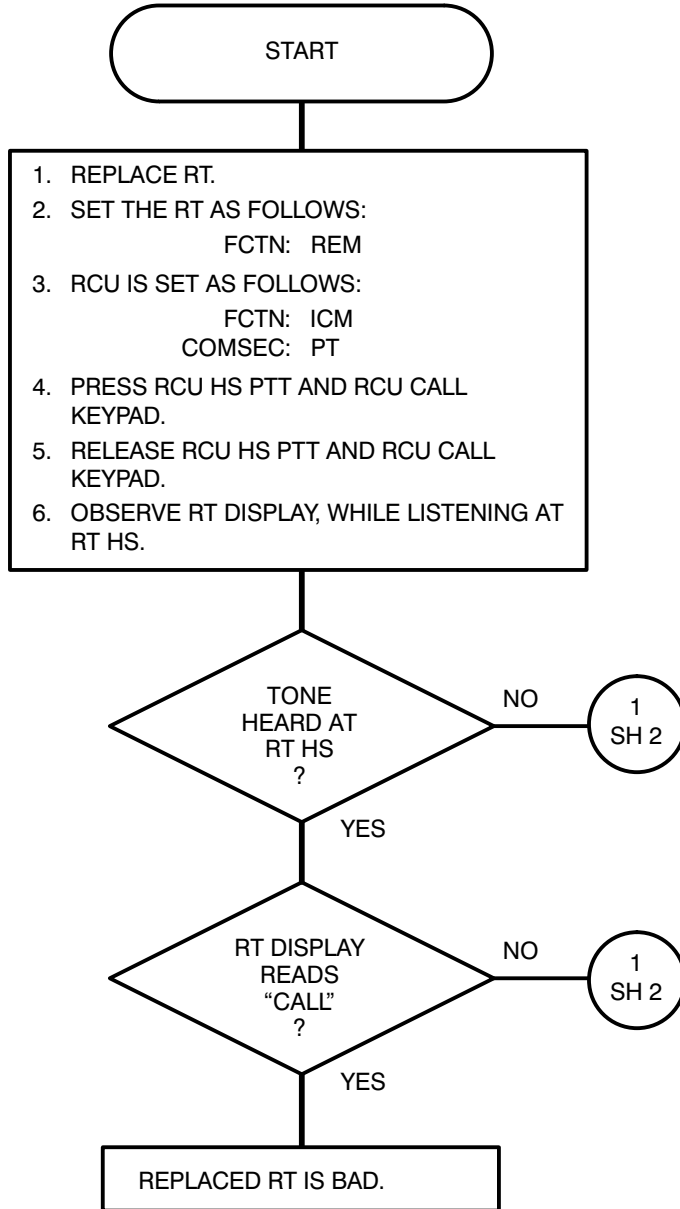 START
1. REPLACE RT.
2. SET THE RT AS FOLLOWS:
FCTN: REM
3. RCU IS SET AS FOLLOWS:
FCTN: ICM
COMSEC: PT
4. PRESS RCU HS PTT AND RCU CALL
KEYPAD.
5. RELEASE RCU HS PTT AND RCU CALL
KEYPAD.
6. OBSERVE RT DISPLAY, WHILE LISTENING AT
RT HS.
TONE
HEARD AT
RT HS
?
NO
1
SH 2
YES
RT DISPLAY
READS
“CALL”
?
NO
1
SH 2
YES
REPLACED RT IS BAD.